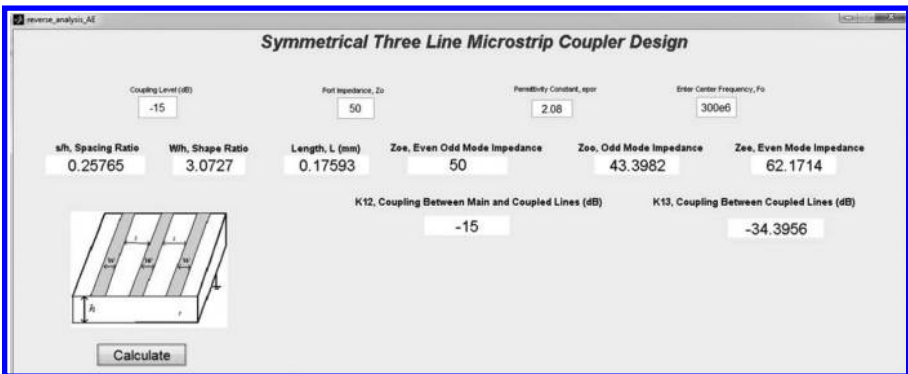 reverse_analysis_AE
Symmetrical Three Line Microstrip Coupler Design
Coupling Level (dB)
Port Impedance, Zo
Permittivity Constant, epor
Enter Center Frequency, Fo
-15
50
2.08
300e6
s/h, Spacing Ratio
W/h, Shape Ratio
Length, L (mm)
Zoe, Even Odd Mode Impedance
Zoo, Odd Mode Impedance
Zee, Even Mode Impedance
0.25765
3.0727
0.17593
50
43.3982
62.1714
K12, Coupling Between Main and Coupled Lines (dB)
K13, Coupling Between Coupled Lines (dB)
-15
-34.3956
W
W
W
h
Calculate